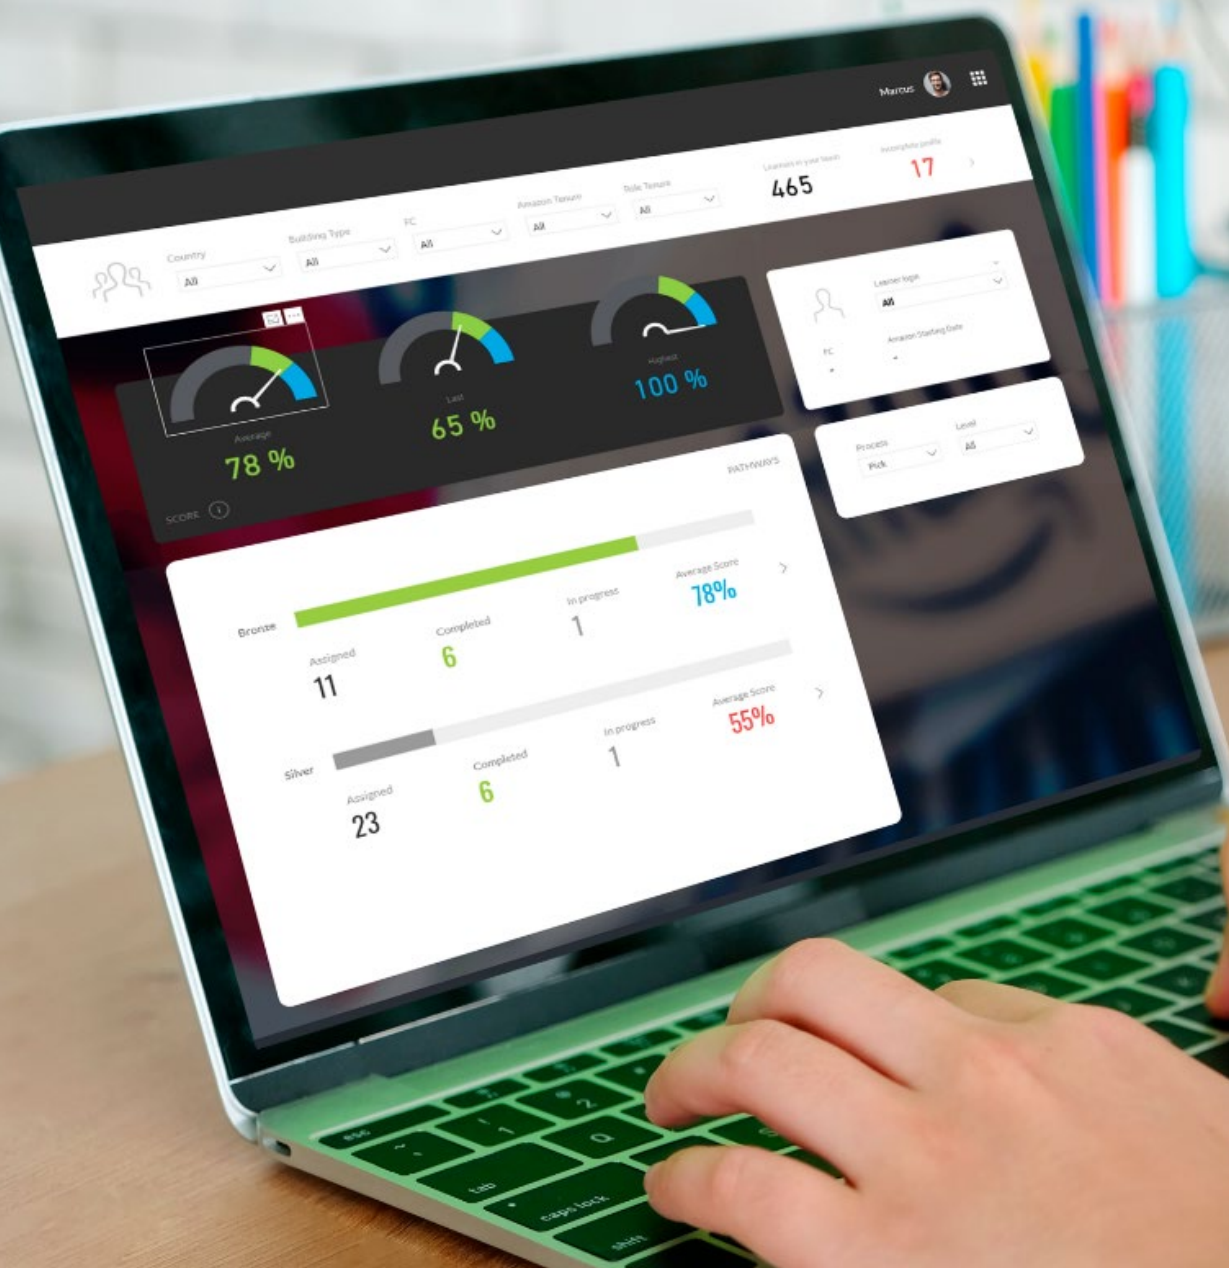 Marcus
Country
All
Building Type
All
FC
All
Amazon Tenure
All
Role Tenure
All
Learners in your team
465
Incomplete profile
17
Average
78 %
Last
65 %
Highest
100 %
SCORE i
Learner login
All
FC
-
Amazon Starting Date
-
Process
Pick
Level
All
PATHWAYS
Bronze
Assigned
11
Completed
6
In progress
1
Average Score
78%
Silver
Assigned
23
Completed
6
In progress
1
Average Score
55%
esc
1
2
tab
Q
caps lock
shift